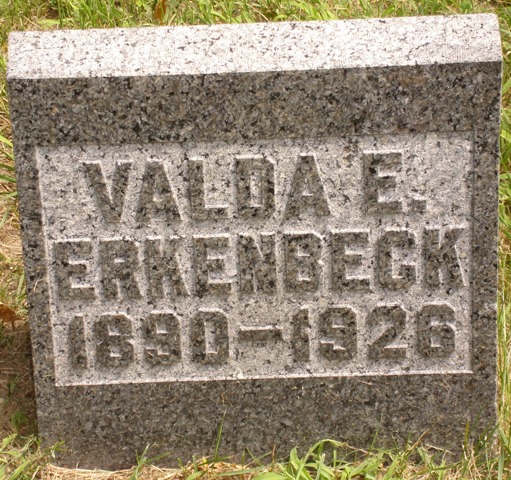 VALDA E.
ERKENBECK
1890-1926